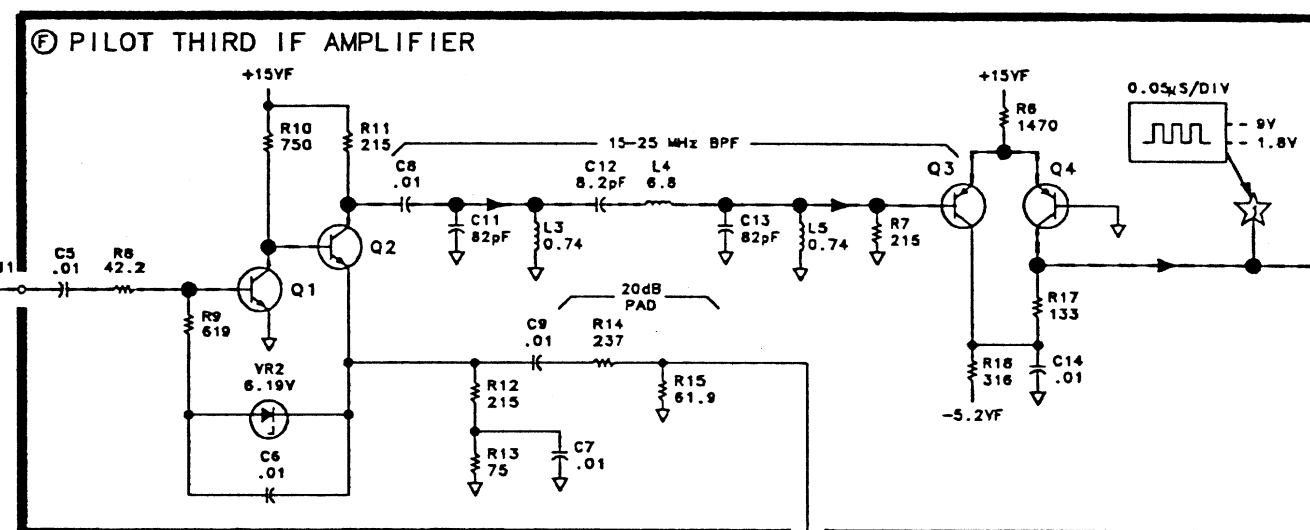 Ⓕ PILOT THIRD IF AMPLIFIER
+15VF
R10
750
R11
215
15-25 MHz BPF
C8
.01
C11
82pF
L3
0.74
C12
8.2pF
L4
6.8
C13
82pF
L5
0.74
R7
215
Q3
+15VF
R6
1470
Q4
0.05μS/DIV
9V
1.8V
J1
C5
.01
R8
42.2
Q1
Q2
R9
619
VR2
6.19V
C6
.01
20dB
PAD
C9
.01
R14
237
R12
215
R13
75
C7
.01
R15
61.9
R17
133
R18
316
-5.2VF
C14
.01